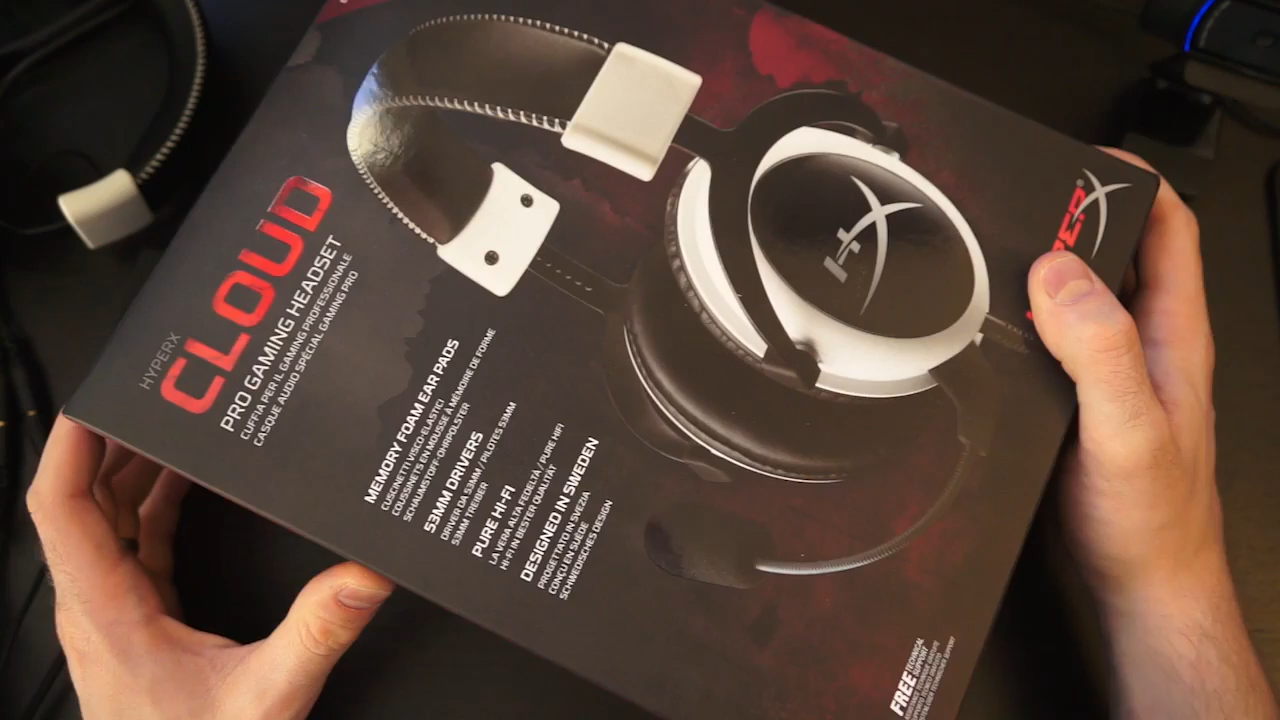 HYPERX
CLOUD
PRO GAMING HEADSET
CUFFIA PER IL GAMING PROFESSIONALE
CASQUE AUDIO SPÉCIAL GAMING PRO
MEMORY FOAM EAR PADS
CUSCINETTI VISCO-ELASTICI
COUSSINETS EN MOUSSE À MÉMOIRE DE FORME
SCHAUMSTOFF-OHRPOLSTER
53MM DRIVERS
DRIVER DA 53MM / PILOTES 53MM
53MM TREIBER
PURE HI-FI
LA VERA ALTA FEDELTÀ / PURE HIFI
HI-FI IN BESTER QUALITÄT
DESIGNED IN SWEDEN
PROGETTATO IN SVEZIA
CONÇU EN SUÈDE
SCHWEDISCHES DESIGN
HX
FREE TECHNICAL
SUPPORT